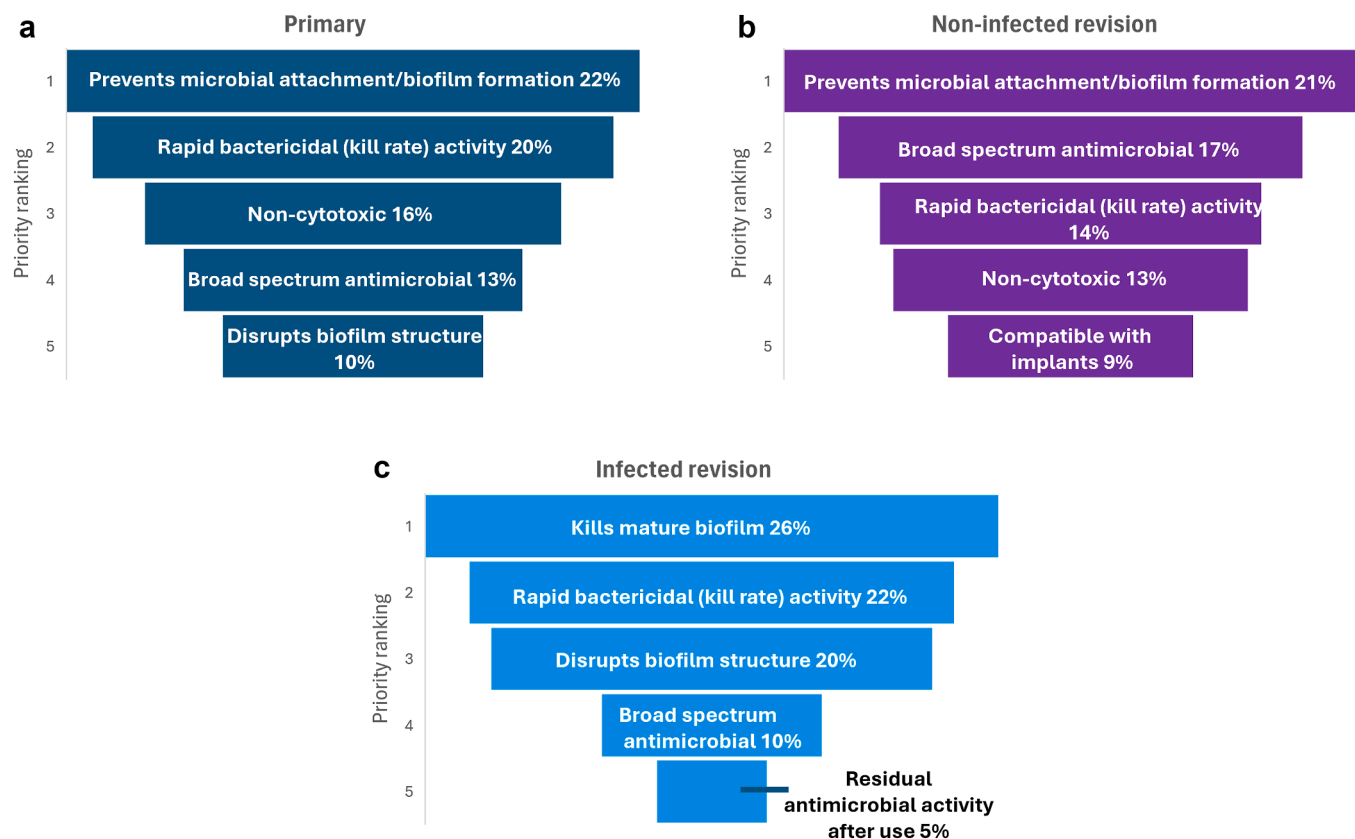 a
Primary
Priority ranking
1
Prevents microbial attachment/biofilm formation 22%
2
Rapid bactericidal (kill rate) activity 20%
3
Non-cytotoxic 16%
4
Broad spectrum antimicrobial 13%
5
Disrupts biofilm structure
10%
b
Non-infected revision
Priority ranking
1
Prevents microbial attachment/biofilm formation 21%
2
Broad spectrum antimicrobial 17%
3
Rapid bactericidal (kill rate) activity
14%
4
Non-cytotoxic 13%
5
Compatible with
implants 9%
c
Infected revision
Priority ranking
1
Kills mature biofilm 26%
2
Rapid bactericidal (kill rate) activity 22%
3
Disrupts biofilm structure 20%
4
Broad spectrum
antimicrobial 10%
5
Residual
antimicrobial activity
after use 5%